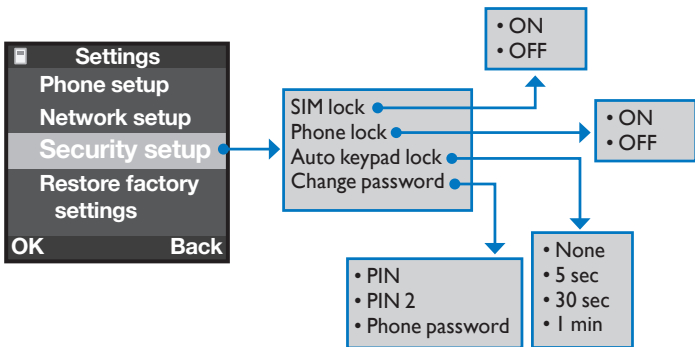 Settings
Phone setup
Network setup
Security setup
Restore factory
settings
OK Back
SIM lock
Phone lock
Auto keypad lock
Change password
• ON
• OFF
• ON
• OFF
• None
• 5 sec
• 30 sec
• 1 min
• PIN
• PIN 2
• Phone password